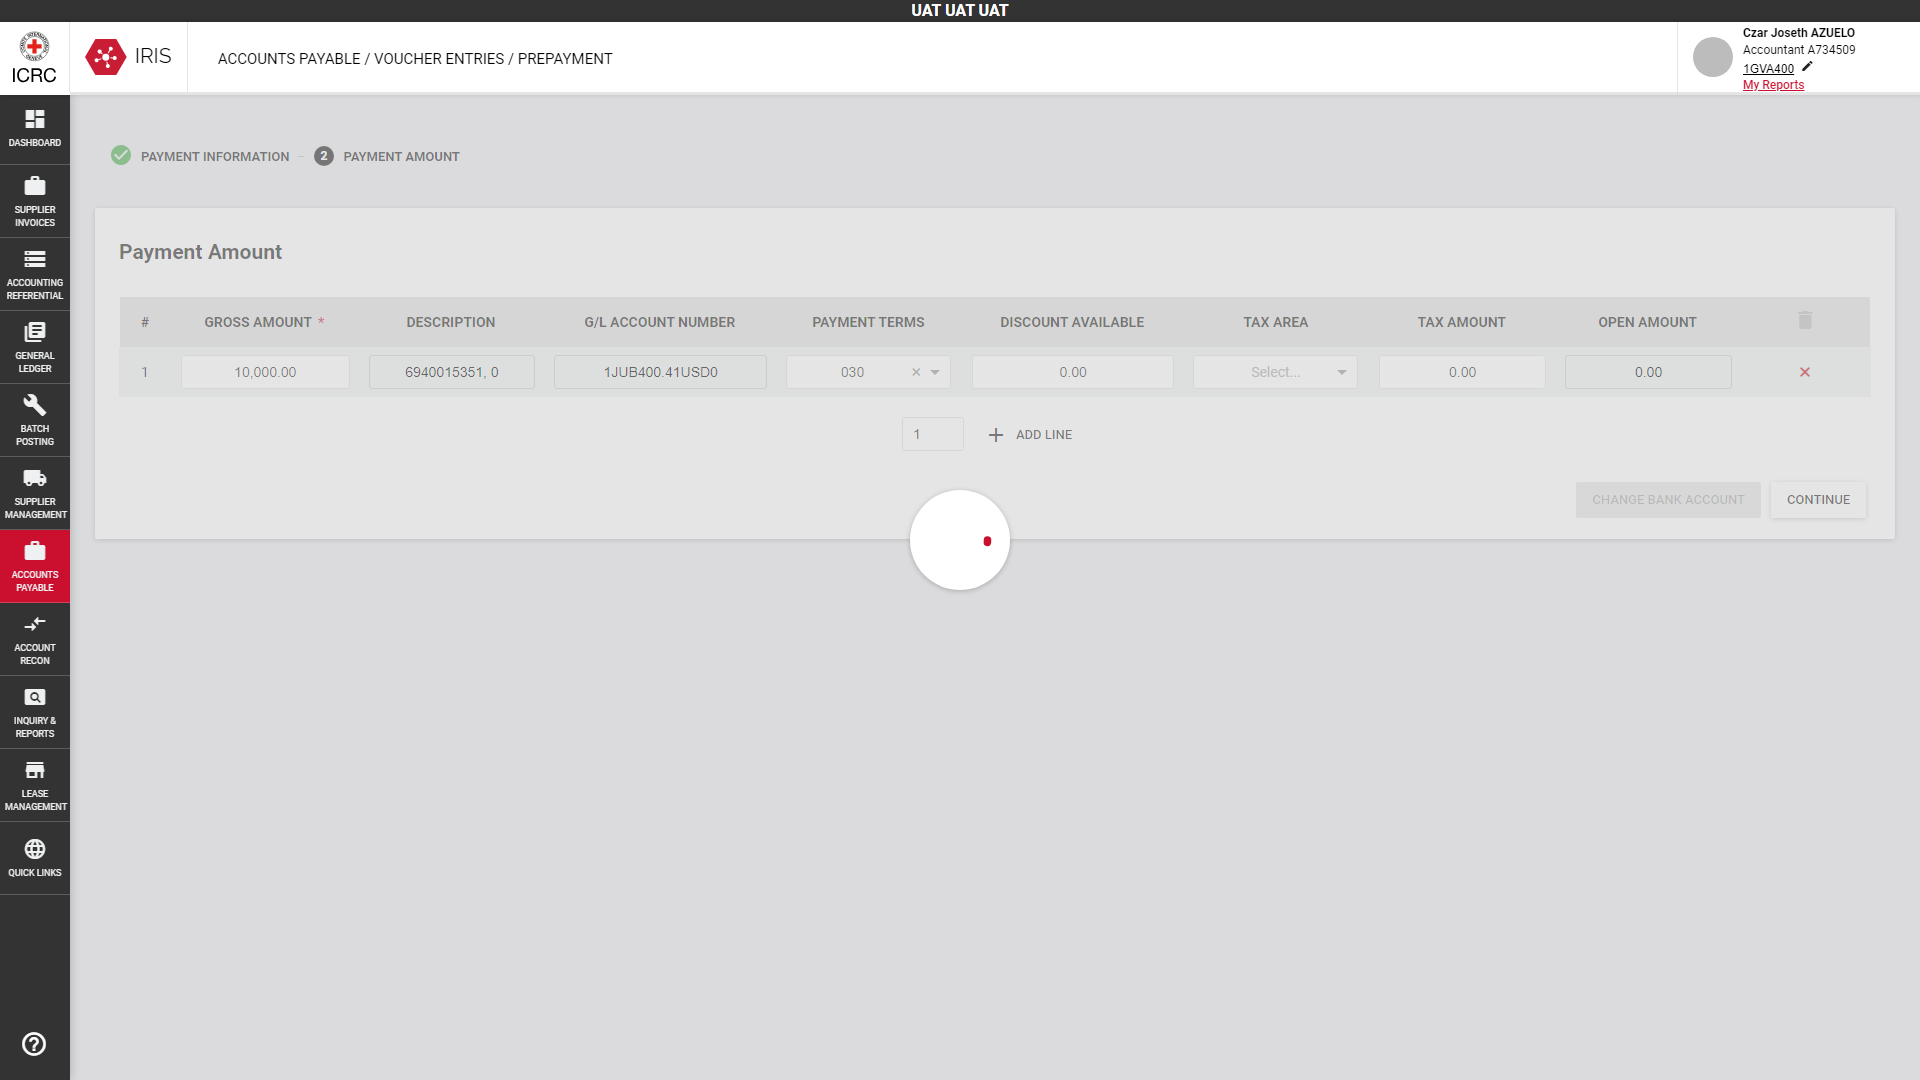 UAT UAT UAT
ICRC
IRIS
ACCOUNTS PAYABLE / VOUCHER ENTRIES / PREPAYMENT
Czar Joseth AZUELO
Accountant A734509
1GVA400
My Reports
DASHBOARD
SUPPLIER
INVOICES
ACCOUNTING
REFERENTIAL
GENERAL
LEDGER
BATCH
POSTING
SUPPLIER
MANAGEMENT
ACCOUNTS
PAYABLE
ACCOUNT
RECON
INQUIRY &
REPORTS
LEASE
MANAGEMENT
QUICK LINKS
PAYMENT INFORMATION
2 PAYMENT AMOUNT
Payment Amount
# GROSS AMOUNT * DESCRIPTION G/L ACCOUNT NUMBER PAYMENT TERMS DISCOUNT AVAILABLE TAX AREA TAX AMOUNT OPEN AMOUNT
1 10,000.00 6940015351, 0 1JUB400.41USD0 030 0.00 Select... 0.00 0.00
1 ADD LINE
CHANGE BANK ACCOUNT CONTINUE